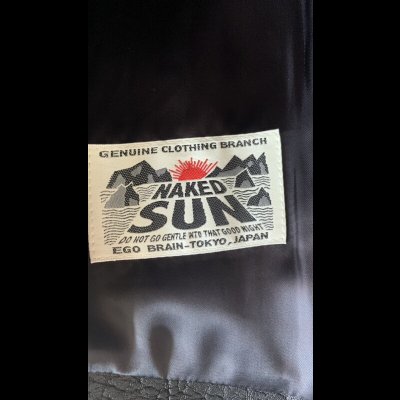 GENUINE CLOTHING BRANCH
NAKED
SUN
DO NOT GO GENTLE INTO THAT GOOD NIGHT
EGO BRAIN-TOKYO, JAPAN